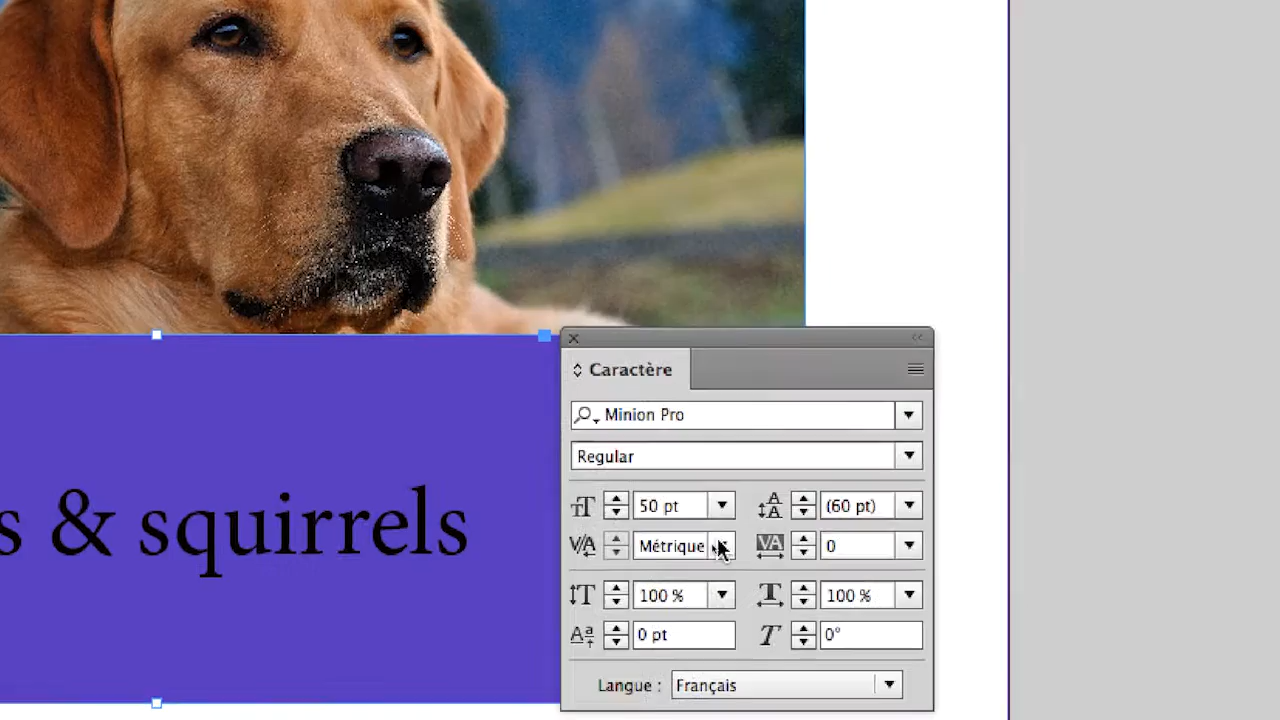 s & squirrels
Caractère
Minion Pro
Regular
50 pt
(60 pt)
Métrique
0
100 %
100 %
0 pt
0°
Langue :
Français